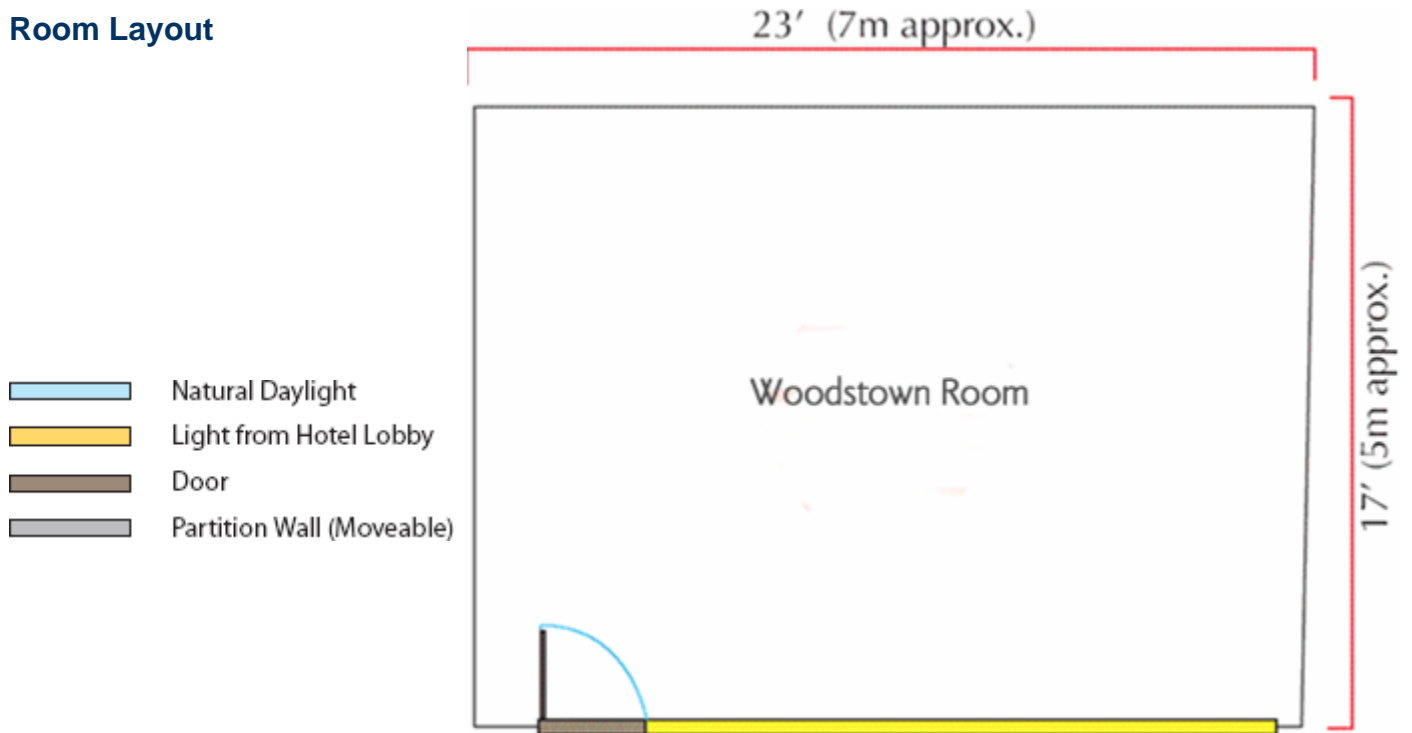 Room Layout
23′ (7m approx.)
Natural Daylight
Light from Hotel Lobby
Door
Partition Wall (Moveable)
Woodstown Room
17′ (5m approx.)